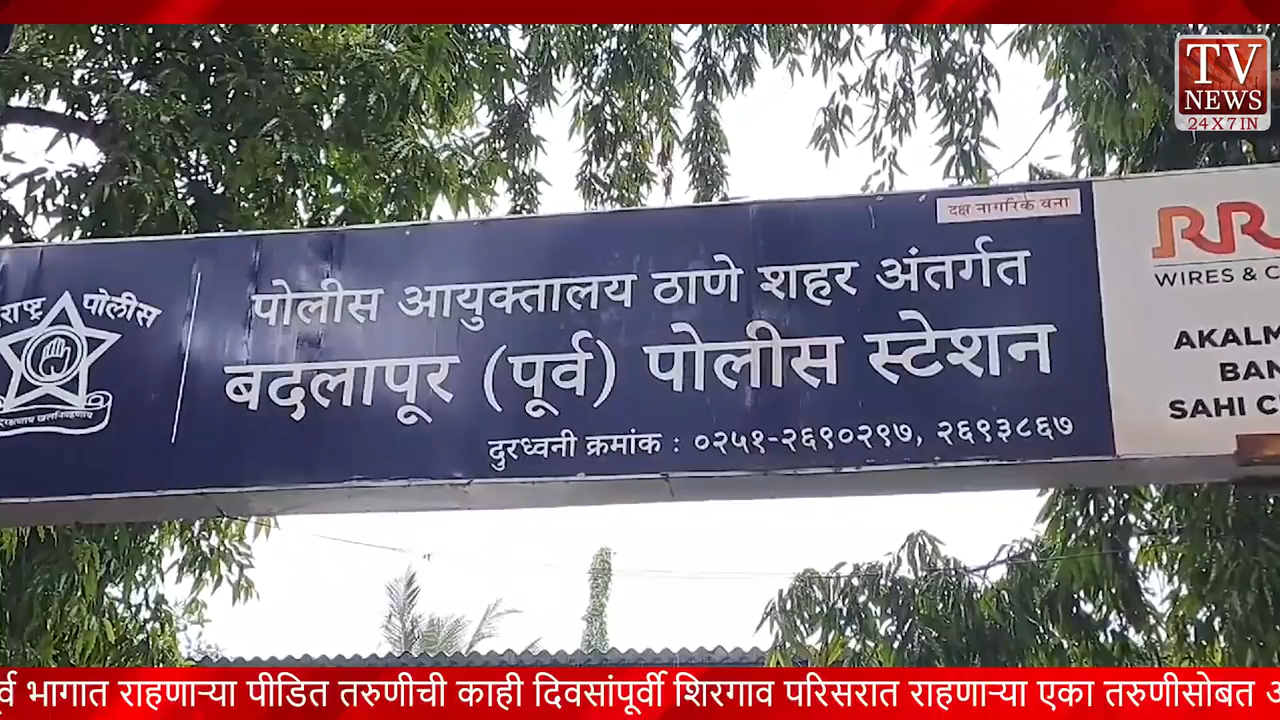 TV
NEWS
24X7IN
दक्ष नागरिक बना
पोलीस
पोलीस आयुक्तालय ठाणे शहर अंतर्गत
बदलापूर (पूर्व) पोलीस स्टेशन
दुरध्वनी क्रमांक : ०२५१-२६९०२९७, २६९३८६७
RR
WIRES & C
AKALM
BAN
SAHI C
भागात राहणाऱ्या पीडित तरुणीची काही दिवसांपूर्वी शिरगाव परिसरात राहणाऱ्या एका तरुणीसोबत